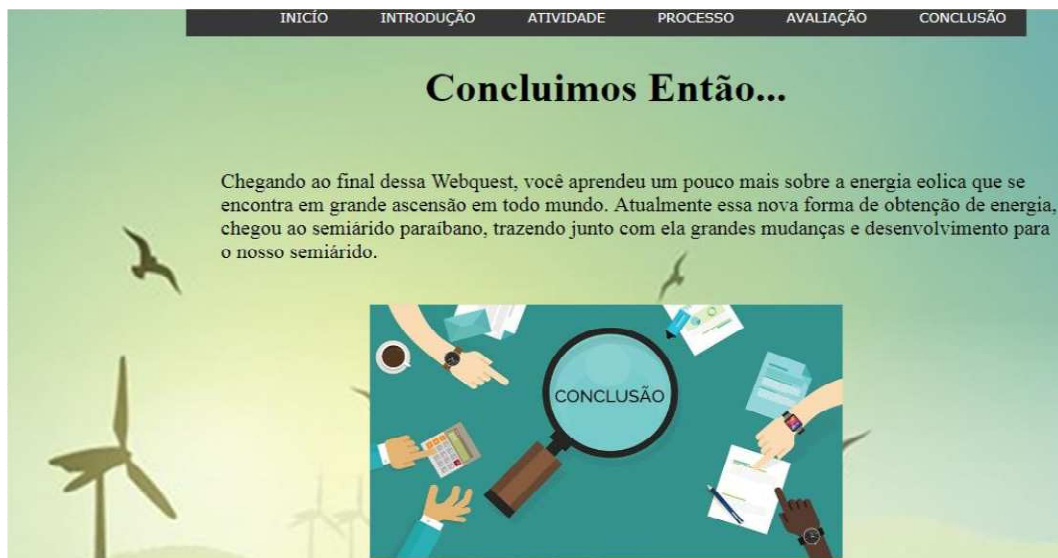 INICÍO INTRODUÇÃO ATIVIDADE PROCESSO AVALIAÇÃO CONCLUSÃO
Concluimos Então...
Chegando ao final dessa Webquest, você aprendeu um pouco mais sobre a energia eolica que se
encontra em grande ascensão em todo mundo. Atualmente essa nova forma de obtenção de energia,
chegou ao semiárido paraíbano, trazendo junto com ela grandes mudanças e desenvolvimento para
o nosso semiárido.
CONCLUSÃO